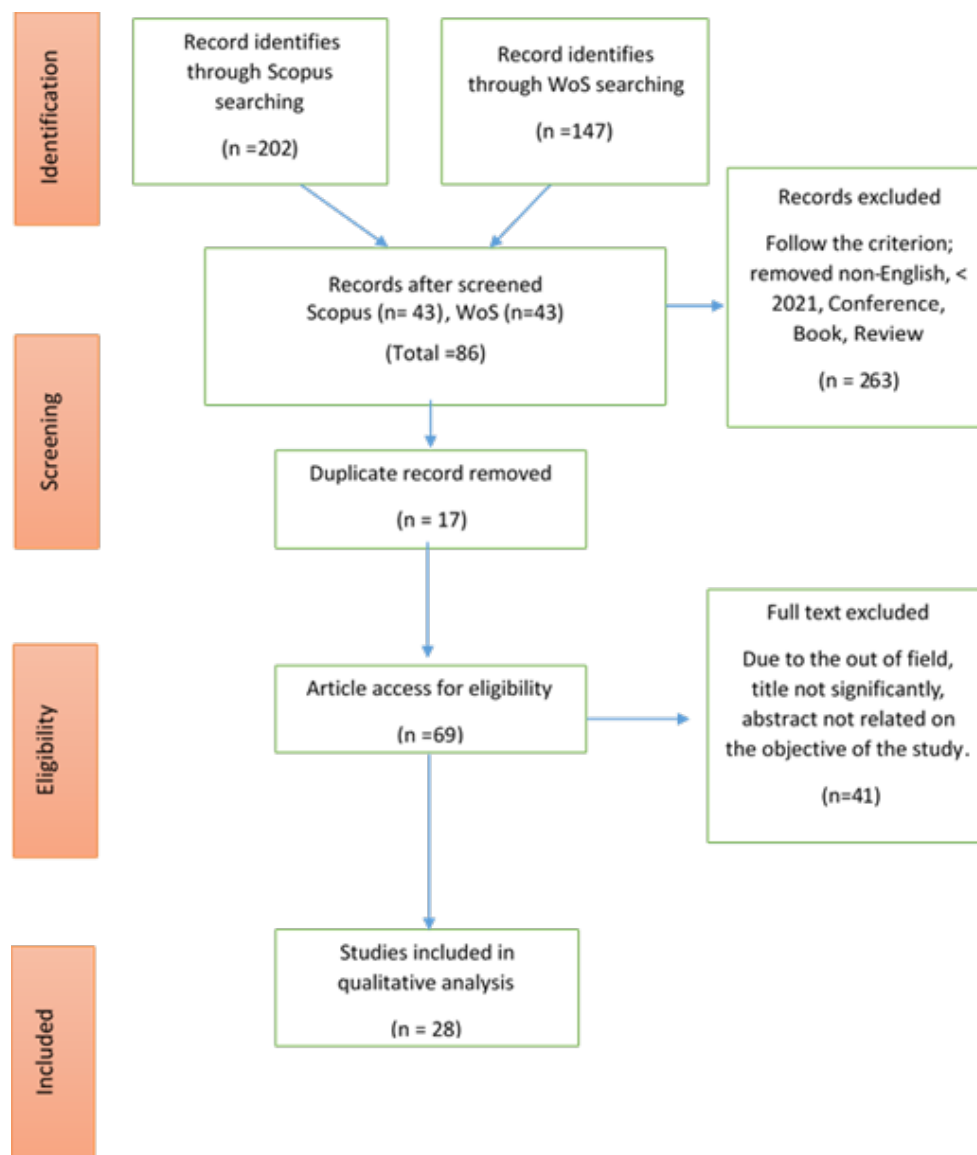 Identification
Record identifies
through Scopus
searching
(n =202)
Record identifies
through WoS searching
(n =147)
Records excluded
Follow the criterion;
removed non-English, <
2021, Conference,
Book, Review
(n = 263)
Records after screened
Scopus (n= 43), WoS (n=43)
(Total =86)
Screening
Duplicate record removed
(n = 17)
Eligibility
Article access for eligibility
(n =69)
Full text excluded
Due to the out of field,
title not significantly,
abstract not related on
the objective of the study.
(n=41)
Included
Studies included in
qualitative analysis
(n = 28)